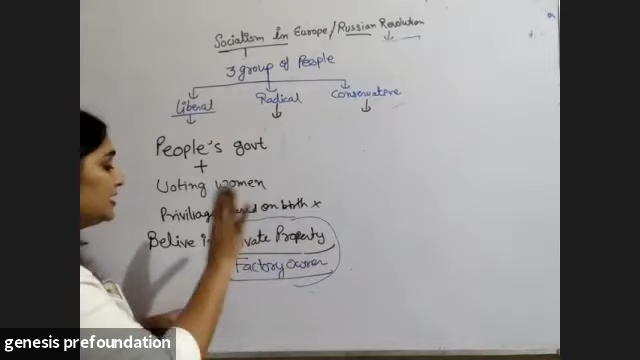 Socialism in Europe/Russian Revolution
3 group of People
Liberal Radical Conservative
People's govt
+
Voting women
on birth x
Belive Private Property
Factory owner
genesis prefoundation